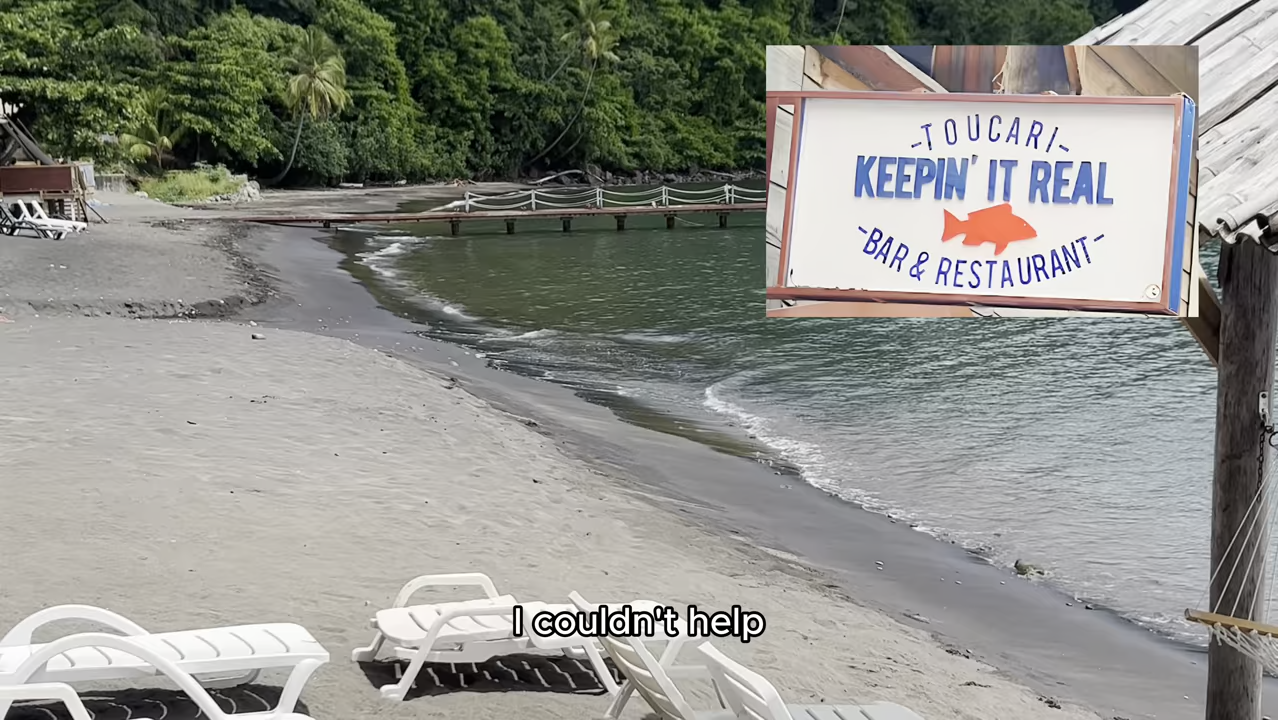 -TOUCARI-
KEEPIN' IT REAL
-BAR & RESTAURANT-
I couldn't help